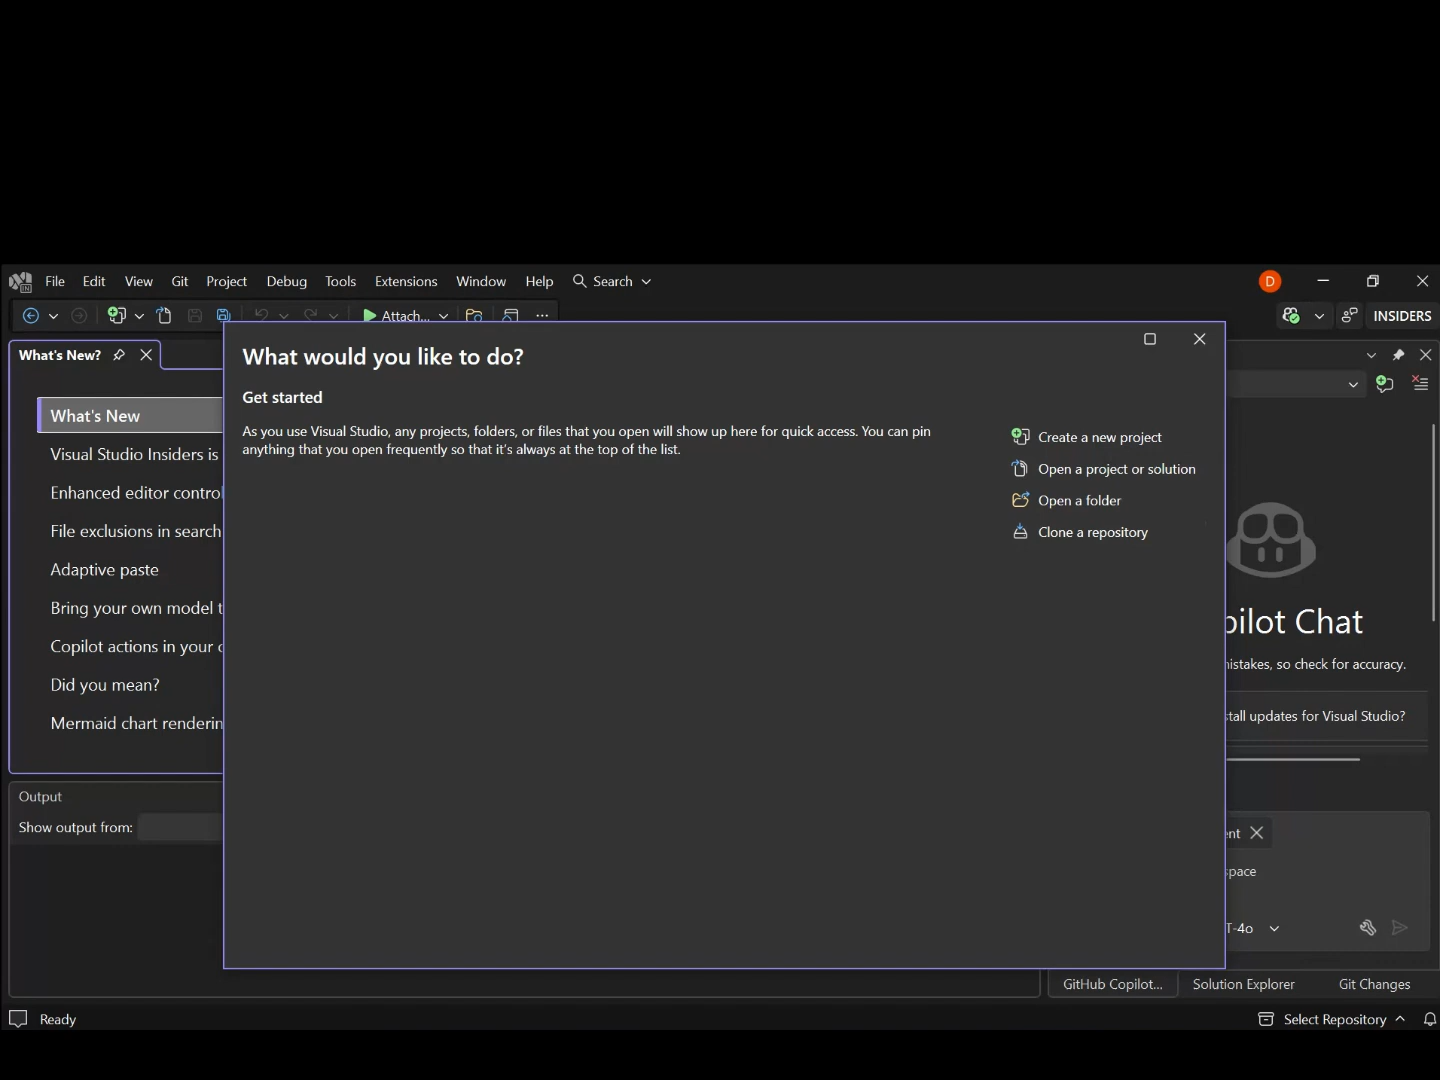 File Edit View Git Project Debug Tools Extensions Window Help Search
D
Attach... INSIDERS
What's New?
What's New
Visual Studio Insiders is
Enhanced editor contro
File exclusions in search
Adaptive paste
Bring your own model t
Copilot actions in your
Did you mean?
Mermaid chart renderin
Output
Show output from:
What would you like to do?
Get started
As you use Visual Studio, any projects, folders, or files that you open will show up here for quick access. You can pin
anything that you open frequently so that it's always at the top of the list.
Create a new project
Open a project or solution
Open a folder
Clone a repository
pilot Chat
istakes, so check for accuracy.
tall updates for Visual Studio?
ent
space
T-4o
GitHub Copilot... Solution Explorer Git Changes
Ready Select Repository